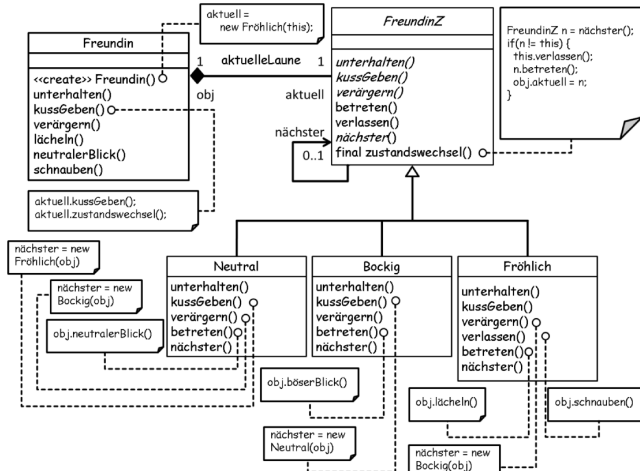 aktuell =
new Fröhlich(this);
Freundin
<<create>> Freundin()
unterhalten()
kussGeben()
verärgern()
lächeln()
neutralerBlick()
schnauben()
1 aktuelleLaune 1
obj aktuell
nächster
0..1
FreundinZ
unterhalten()
kussGeben()
verärgern()
betreten()
verlassen()
nächster()
final zustandswechsel()
FreundinZ n = nächster();
if(n != this) {
this.verlassen();
n.betreten();
obj.aktuell = n;
}
aktuell.kussGeben();
aktuell.zustandswechsel();
nächster = new
Fröhlich(obj)
nächster = new
Bockig(obj)
obj.neutralerBlick()
Neutral
unterhalten()
kussGeben()
verärgern()
betreten()
nächster()
Bockig
unterhalten()
kussGeben()
verärgern()
betreten()
nächster()
Fröhlich
unterhalten()
kussGeben()
verärgern()
verlassen()
betreten()
nächster()
obj.böserBlick()
nächster = new
Neutral(obj)
obj.lächeln()
obj.schnauben()
nächster = new
Bockig(obj)